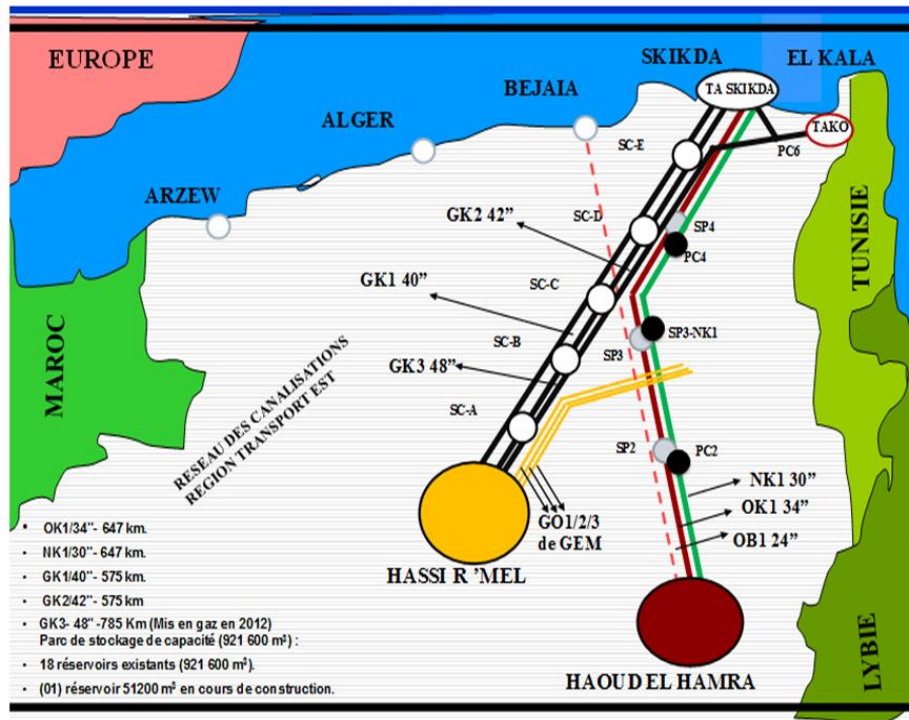 EUROPE
SKIKDA
EL KALA
BEJAIA
TA SKIKDA
ALGER
TAKO
SC-E
PC6
ARZEW
GK2 42”
SC-D
SP4
PC4
TUNISIE
GK1 40”
SC-C
SC-B
SP3-NK1
SP3
MAROC
GK3 48”
RESEAU DES CANALISATIONS
REGION TRANSPORT EST
SC-A
SP2
PC2
NK1 30”
OK1 34”
OB1 24”
GO1/2/3
de GEM
HASSI R ’MEL
LYBIE
HAOUD EL HAMRA
• OK1/34”- 647 km.
• NK1/30”- 647 km.
• GK1/40”- 575 km.
• GK2/42”- 575 km
• GK3- 48” -785 Km (Mis en gaz en 2012)
Parc de stockage de capacité (921 600 m³) :
• 18 réservoirs existants (921 600 m³).
• (01) réservoir 51200 m³ en cours de construction.